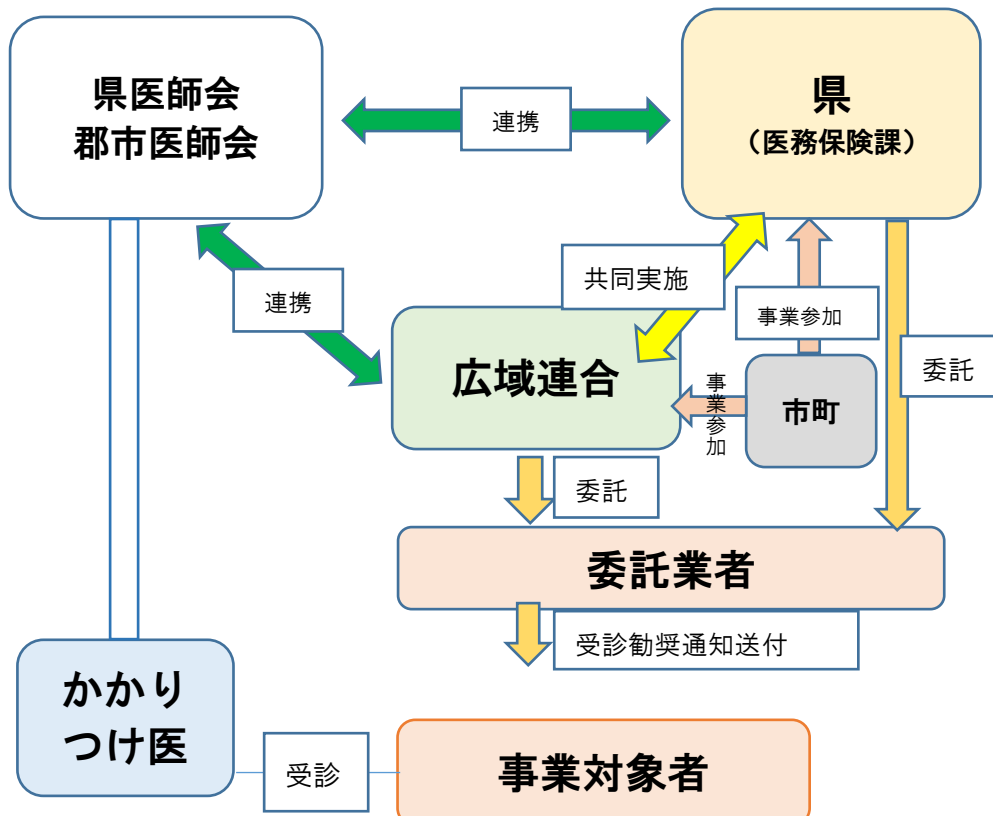 県医師会
郡市医師会
連携
県
（医務保険課）
連携
共同実施
事業参加
広域連合
事業参加
市町
委託
委託
委託業者
受診勧奨通知送付
かかり
つけ医
受診
事業対象者